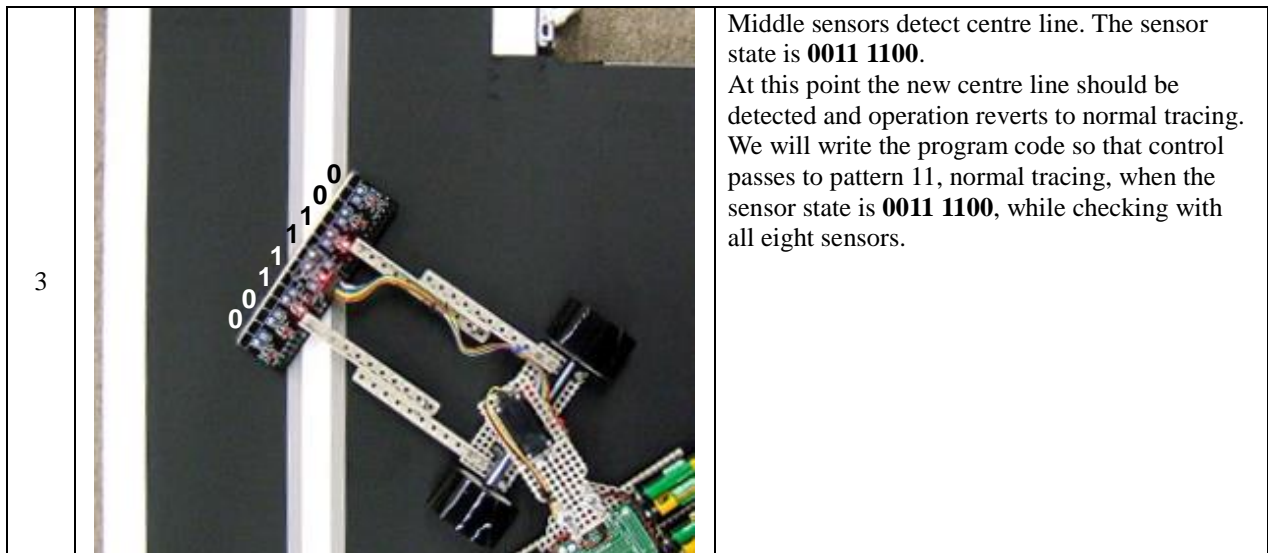 3
0
0
1
1
1
1
0
0
Middle sensors detect centre line. The sensor
state is 0011 1100.
At this point the new centre line should be
detected and operation reverts to normal tracing.
We will write the program code so that control
passes to pattern 11, normal tracing, when the
sensor state is 0011 1100, while checking with
all eight sensors.